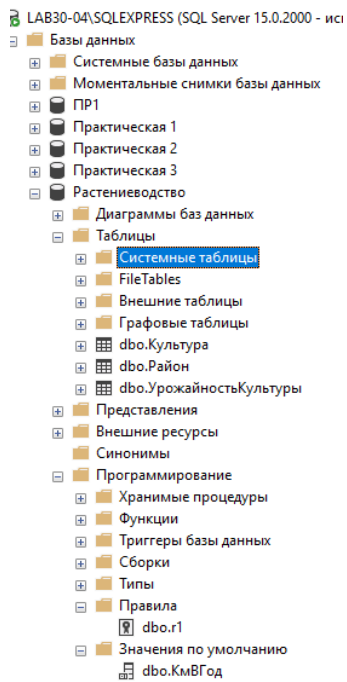 LAB30-04\SQLEXPRESS (SQL Server 15.0.2000 - ис
Базы данных
Системные базы данных
Моментальные снимки базы данных
ПР1
Практическая 1
Практическая 2
Практическая 3
Растениеводство
Диаграммы баз данных
Таблицы
Системные таблицы
FileTables
Внешние таблицы
Графовые таблицы
dbo.Культура
dbo.Район
dbo.УрожайностьКультуры
Представления
Внешние ресурсы
Синонимы
Программирование
Хранимые процедуры
Функции
Триггеры базы данных
Сборки
Типы
Правила
dbo.r1
Значения по умолчанию
dbo.КмВГод